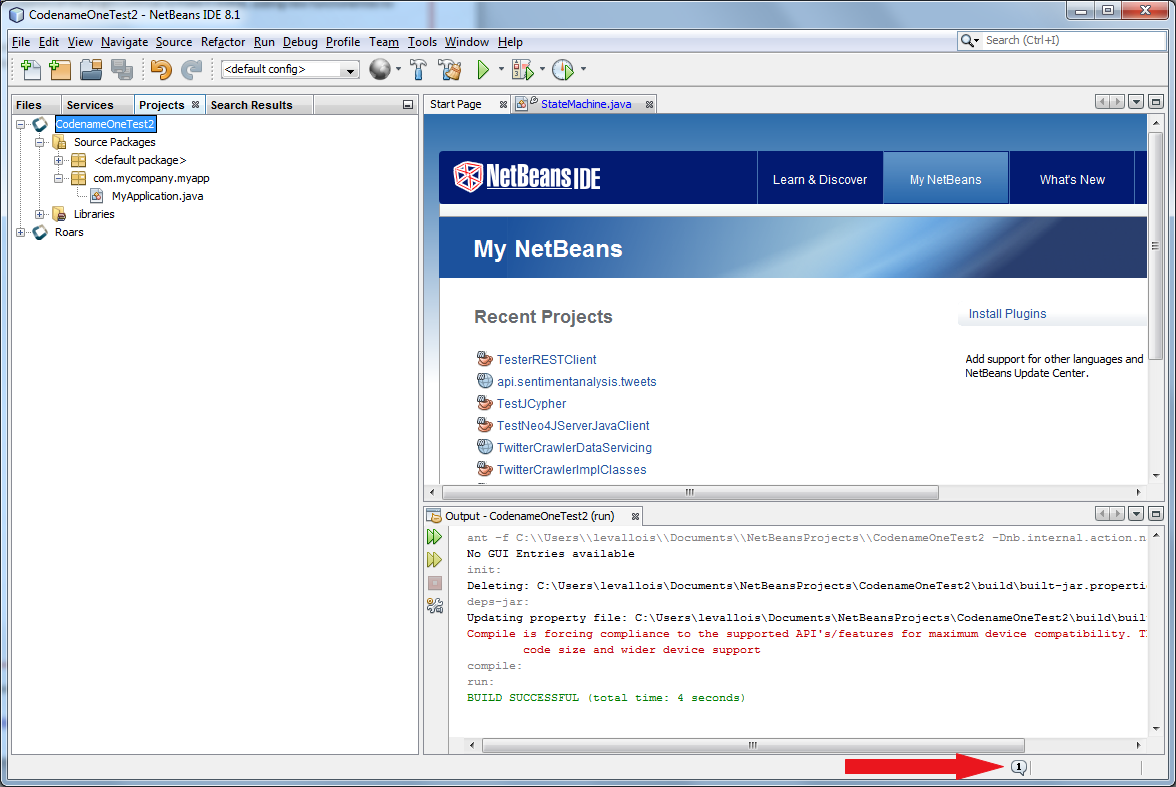 CodenameOneTest2 - NetBeans IDE 8.1
File Edit View Navigate Source Refactor Run Debug Profile Team Tools Window Help
Search (Ctrl+I)
<default config>
Files Services Projects Search Results
CodenameOneTest2
Source Packages
<default package>
com.mycompany.myapp
MyApplication.java
Libraries
Roars
Start Page StateMachine.java
NetBeans IDE
Learn & Discover My NetBeans What's New
My NetBeans
Recent Projects
TesterRESTClient
api.sentimentanalysis.tweets
TestJCypher
TestNeo4JServerJavaClient
TwitterCrawlerDataServicing
TwitterCrawlerImplClasses
Install Plugins
Add support for other languages and
NetBeans Update Center.
Output - CodenameOneTest2 (run)
ant -f C:\\Users\\levallois\\Documents\\NetBeansProjects\\CodenameOneTest2 -Dnb.internal.action.n
No GUI Entries available
init:
Deleting: C:\Users\levallois\Documents\NetBeansProjects\CodenameOneTest2\build\built-jar.properti
deps-jar:
Updating property file: C:\Users\levallois\Documents\NetBeansProjects\CodenameOneTest2\build\buil
Compile is forcing compliance to the supported API's/features for maximum device compatibility. T
code size and wider device support
compile:
run:
BUILD SUCCESSFUL (total time: 4 seconds)
1